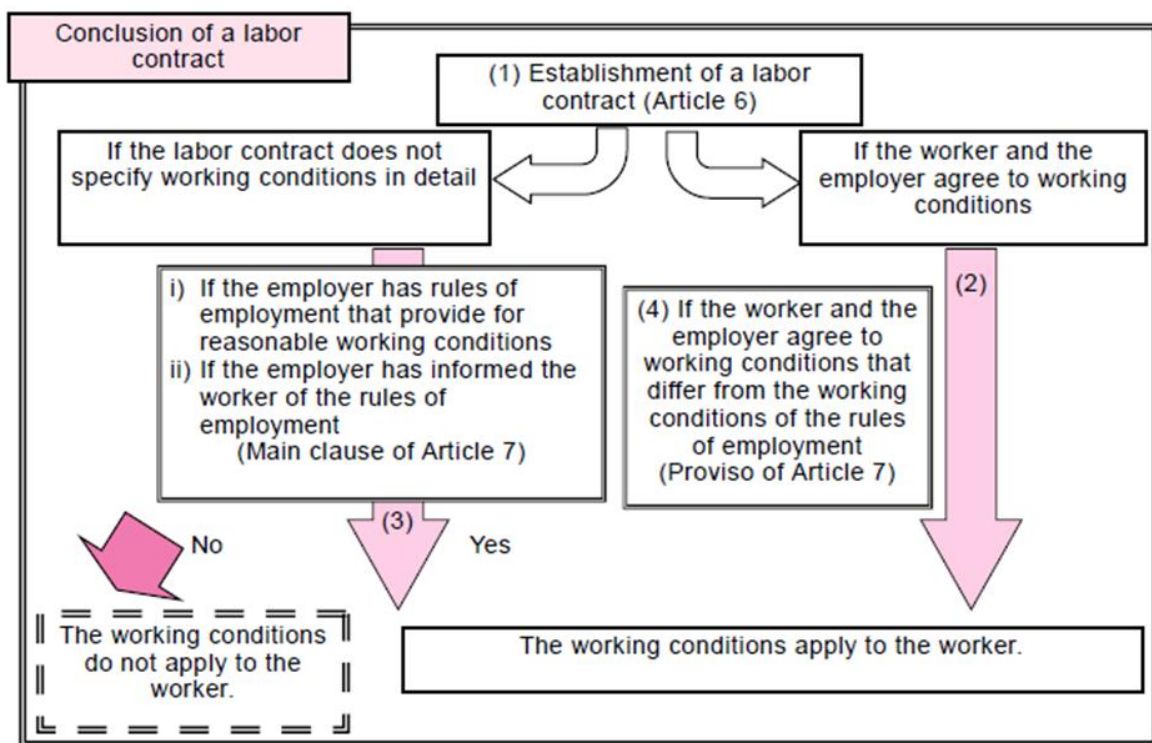 Conclusion of a labor
contract
(1) Establishment of a labor
contract (Article 6)
If the labor contract does not
specify working conditions in detail
If the worker and the
employer agree to working
conditions
i) If the employer has rules of
employment that provide for
reasonable working conditions
ii) If the employer has informed the
worker of the rules of
employment
(Main clause of Article 7)
(4) If the worker and the
employer agree to
working conditions that
differ from the working
conditions of the rules
of employment
(Proviso of Article 7)
(2)
No
(3)
Yes
The working conditions
do not apply to the
worker.
The working conditions apply to the worker.